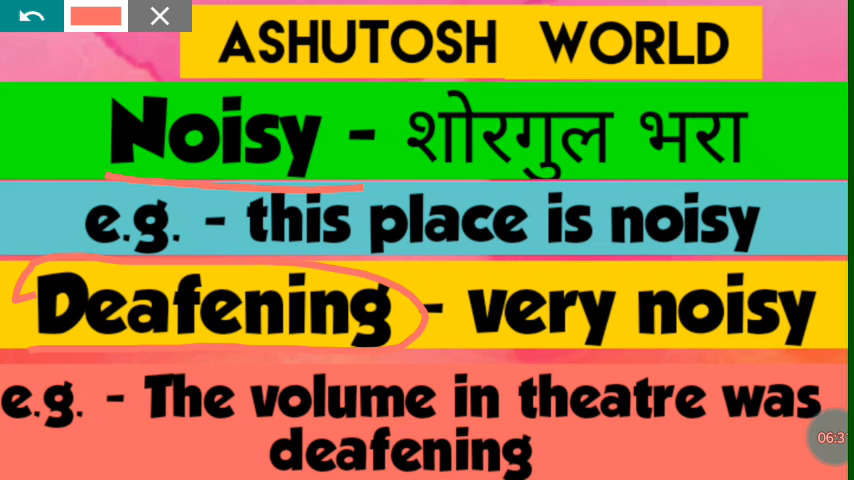 ASHUTOSH WORLD
Noisy - शोरगुल भरा
e.g. - this place is noisy
Deafening - very noisy
e.g. - The volume in theatre was
deafening